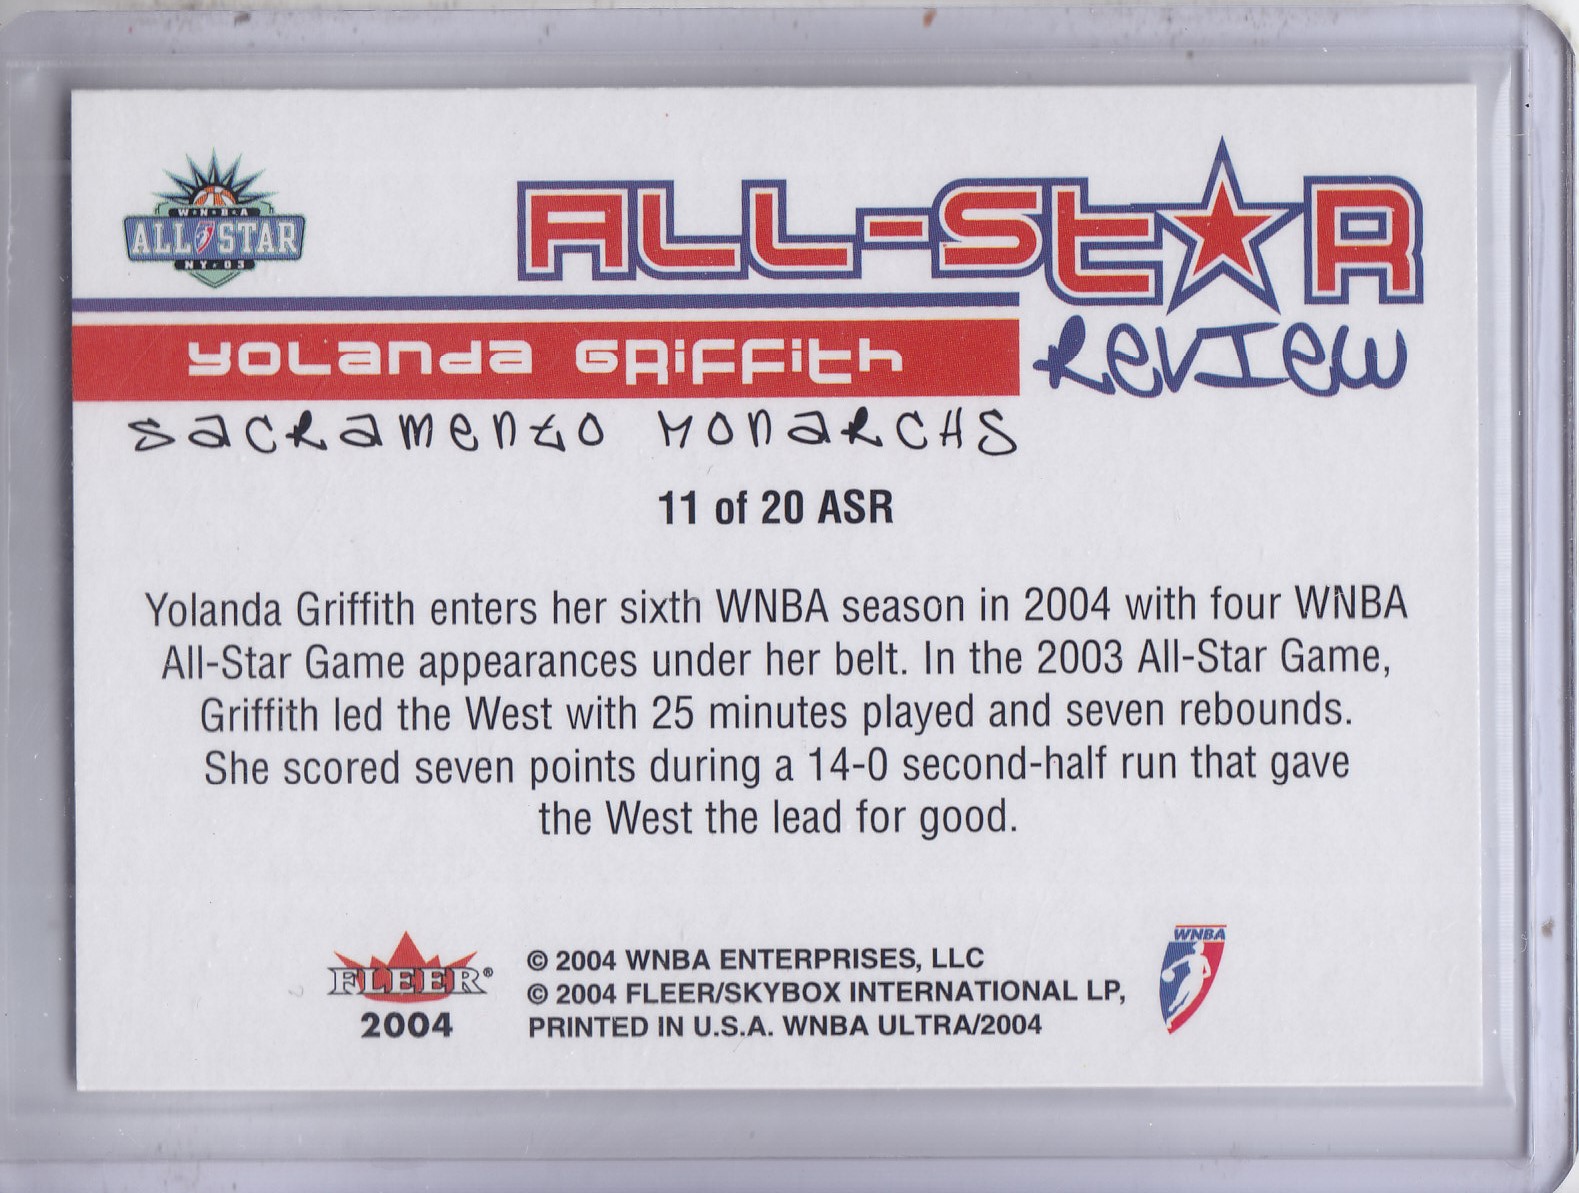 W·N·B·A
ALL STAR
NY·03
ALL-STAR
REVIEW
YOLANDA GRIFFITH
SACRAMENTO MONARCHS
11 of 20 ASR
Yolanda Griffith enters her sixth WNBA season in 2004 with four WNBA
All-Star Game appearances under her belt. In the 2003 All-Star Game,
Griffith led the West with 25 minutes played and seven rebounds.
She scored seven points during a 14-0 second-half run that gave
the West the lead for good.
FLEER®
2004
© 2004 WNBA ENTERPRISES, LLC
© 2004 FLEER/SKYBOX INTERNATIONAL LP,
PRINTED IN U.S.A. WNBA ULTRA/2004
WNBA